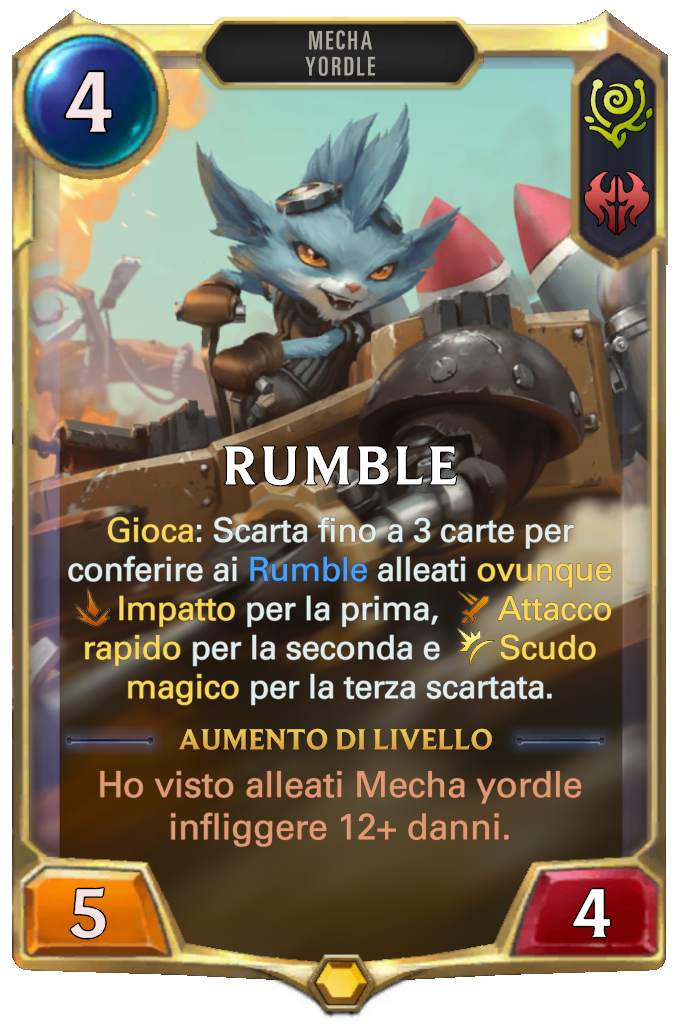 4
MECHA
YORDLE
RUMBLE
Gioca: Scarta fino a 3 carte per
conferire ai Rumble alleati ovunque
Impatto per la prima, Attacco
rapido per la seconda e Scudo
magico per la terza scartata.
AUMENTO DI LIVELLO
Ho visto alleati Mecha yordle
infliggere 12+ danni.
5
4